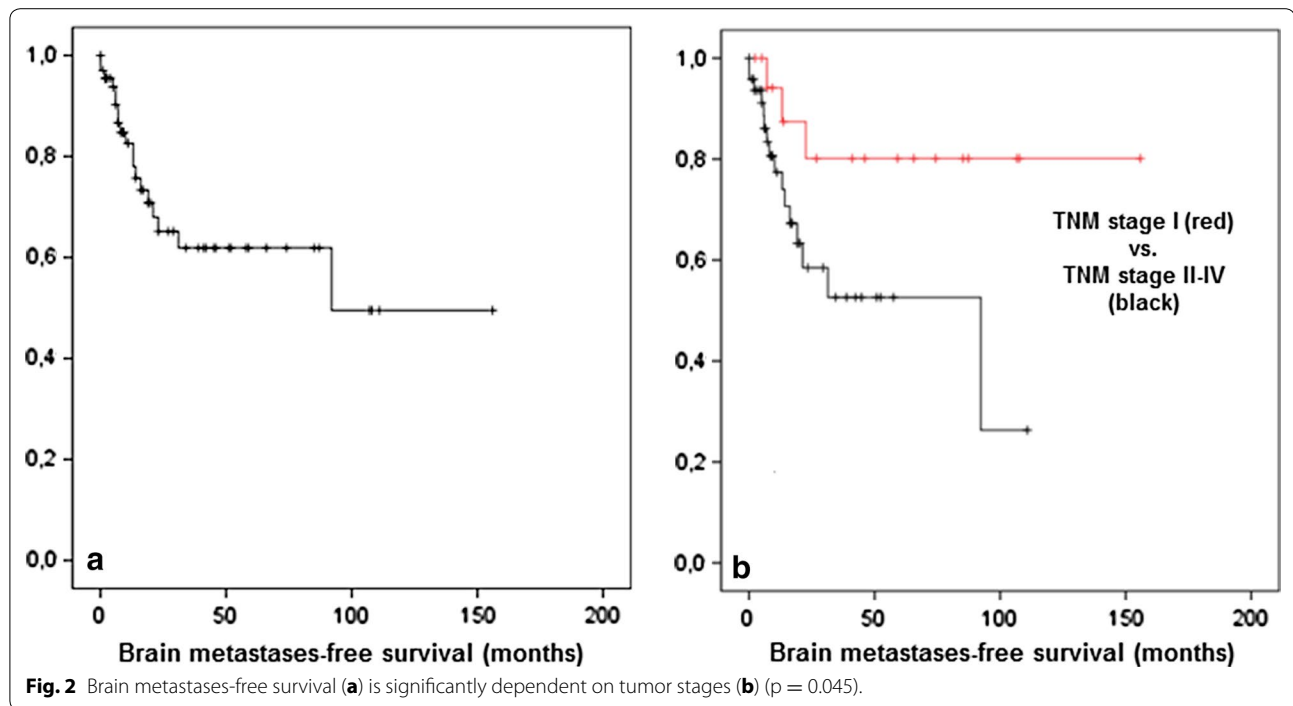 1,0
0,8
0,6
0,4
0,2
0,0
a
0 50 100 150 200
Brain metastases-free survival (months)
1,0
0,8
0,6
0,4
0,2
0,0
TNM stage I (red)
vs.
TNM stage II-IV
(black)
b
0 50 100 150 200
Brain metastases-free survival (months)
Fig. 2 Brain metastases-free survival (a) is significantly dependent on tumor stages (b) (p = 0.045).